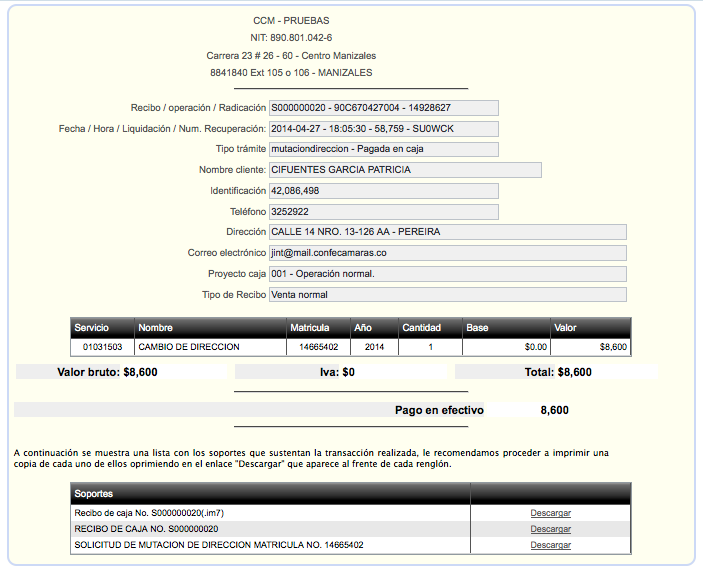 CCM - PRUEBAS
NIT: 890.801.042-6
Carrera 23 # 26 - 60 - Centro Manizales
8841840 Ext 105 o 106 - MANIZALES
Recibo / operación / Radicación S000000020 - 90C670427004 - 14928627
Fecha / Hora / Liquidación / Num. Recuperación: 2014-04-27 - 18:05:30 - 58,759 - SU0WCK
Tipo trámite mutaciondireccion - Pagada en caja
Nombre cliente: CIFUENTES GARCIA PATRICIA
Identificación 42,086,498
Teléfono 3252922
Dirección CALLE 14 NRO. 13-126 AA - PEREIRA
Correo electrónico jint@mail.confecamaras.co
Proyecto caja 001 - Operación normal.
Tipo de Recibo Venta normal
Servicio Nombre Matricula Año Cantidad Base Valor
01031503 CAMBIO DE DIRECCION 14665402 2014 1 $0.00 $8,600
Valor bruto: $8,600 Iva: $0 Total: $8,600
Pago en efectivo 8,600
A continuación se muestra una lista con los soportes que sustentan la transacción realizada, le recomendamos proceder a imprimir una
copia de cada uno de ellos oprimiendo en el enlace "Descargar" que aparece al frente de cada renglón.
Soportes
Recibo de caja No. S000000020(.im7) Descargar
RECIBO DE CAJA NO. S000000020 Descargar
SOLICITUD DE MUTACION DE DIRECCION MATRICULA NO. 14665402 Descargar